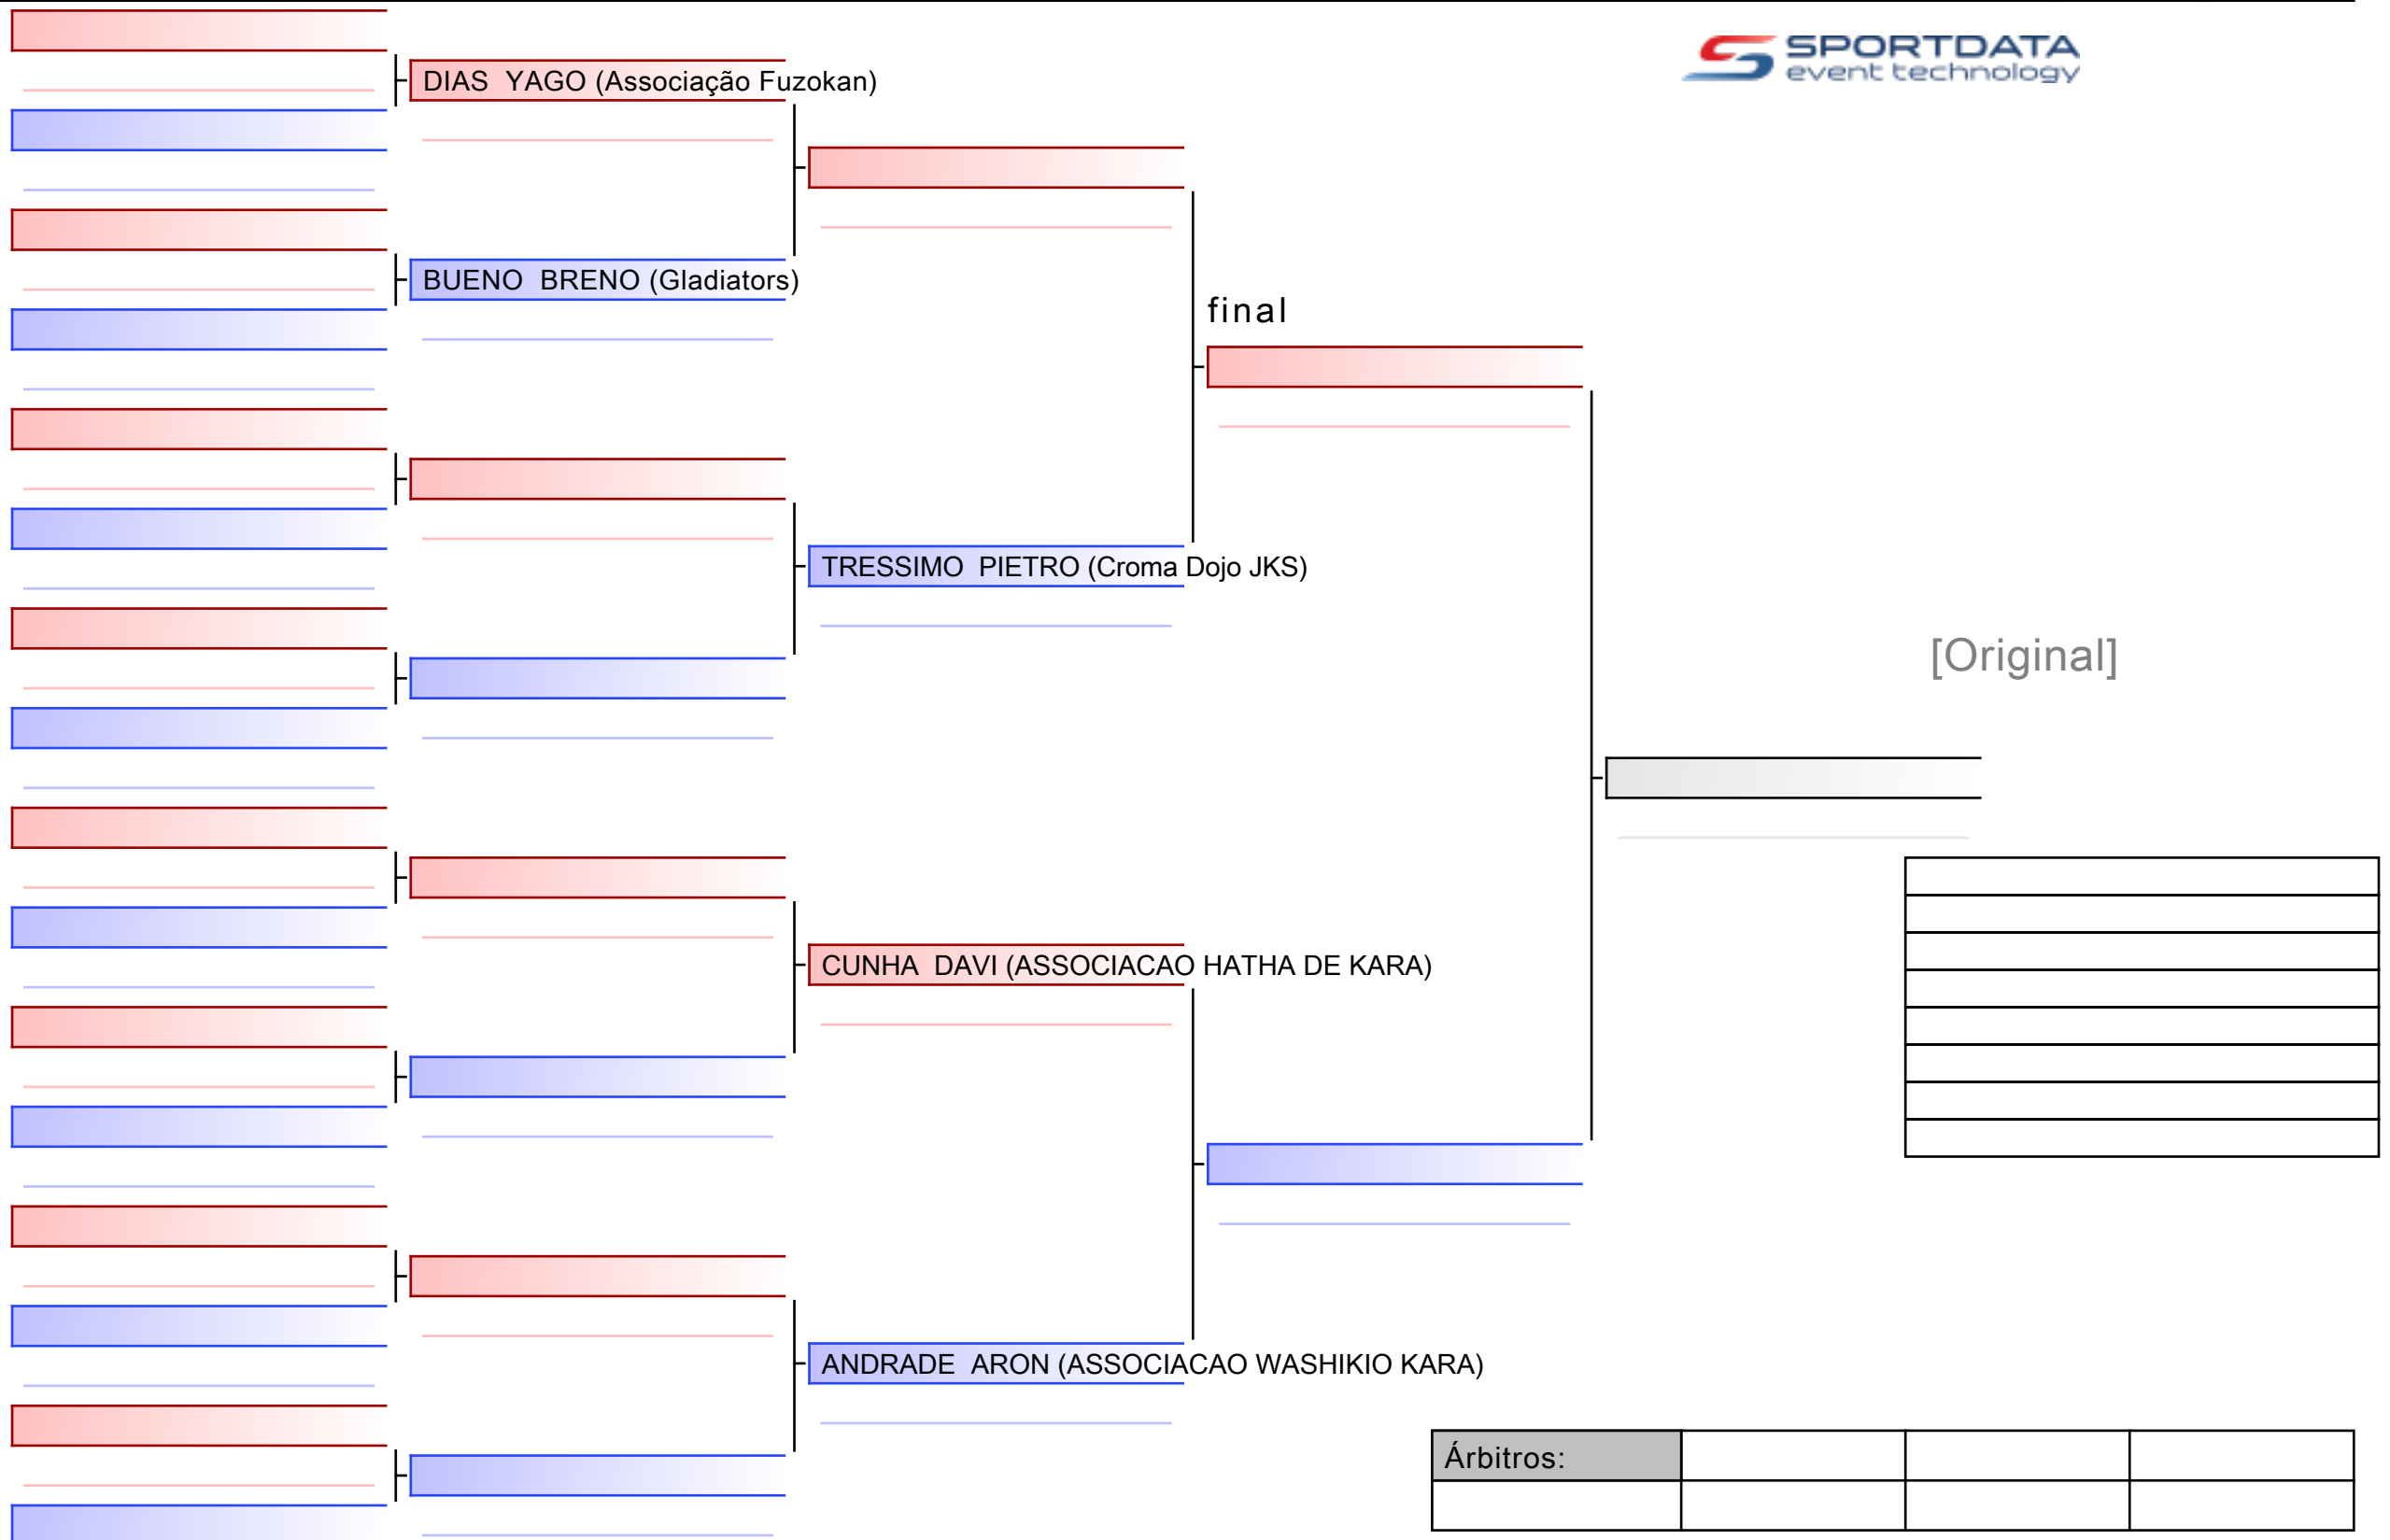 SPORTDATA
event technology
DIAS  YAGO (Associação Fuzokan)
BUENO  BRENO (Gladiators)
final
TRESSIMO  PIETRO (Croma Dojo JKS)
[Original]
CUNHA  DAVI (ASSOCIACAO HATHA DE KARA)
ANDRADE  ARON (ASSOCIACAO WASHIKIO KARA)
Árbitros: